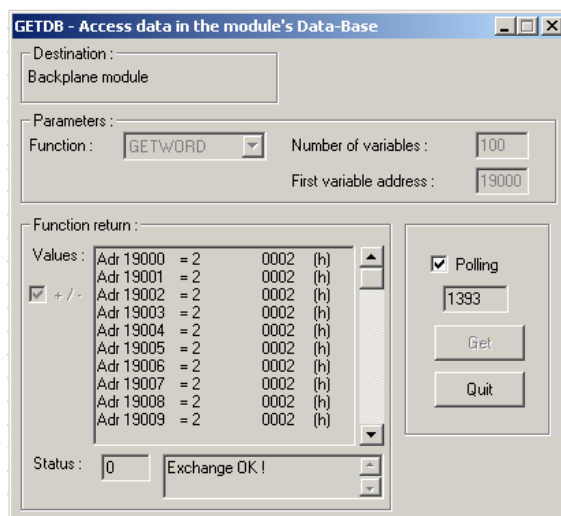 GETDB - Access data in the module's Data-Base
Destination :
Backplane module
Parameters :
Function : GETWORD
Number of variables : 100
First variable address : 19000
Function return :
Values :
+ / -
Adr 19000 = 2 0002 (h)
Adr 19001 = 2 0002 (h)
Adr 19002 = 2 0002 (h)
Adr 19003 = 2 0002 (h)
Adr 19004 = 2 0002 (h)
Adr 19005 = 2 0002 (h)
Adr 19006 = 2 0002 (h)
Adr 19007 = 2 0002 (h)
Adr 19008 = 2 0002 (h)
Adr 19009 = 2 0002 (h)
Status : 0 Exchange OK !
Polling
1393
Get
Quit